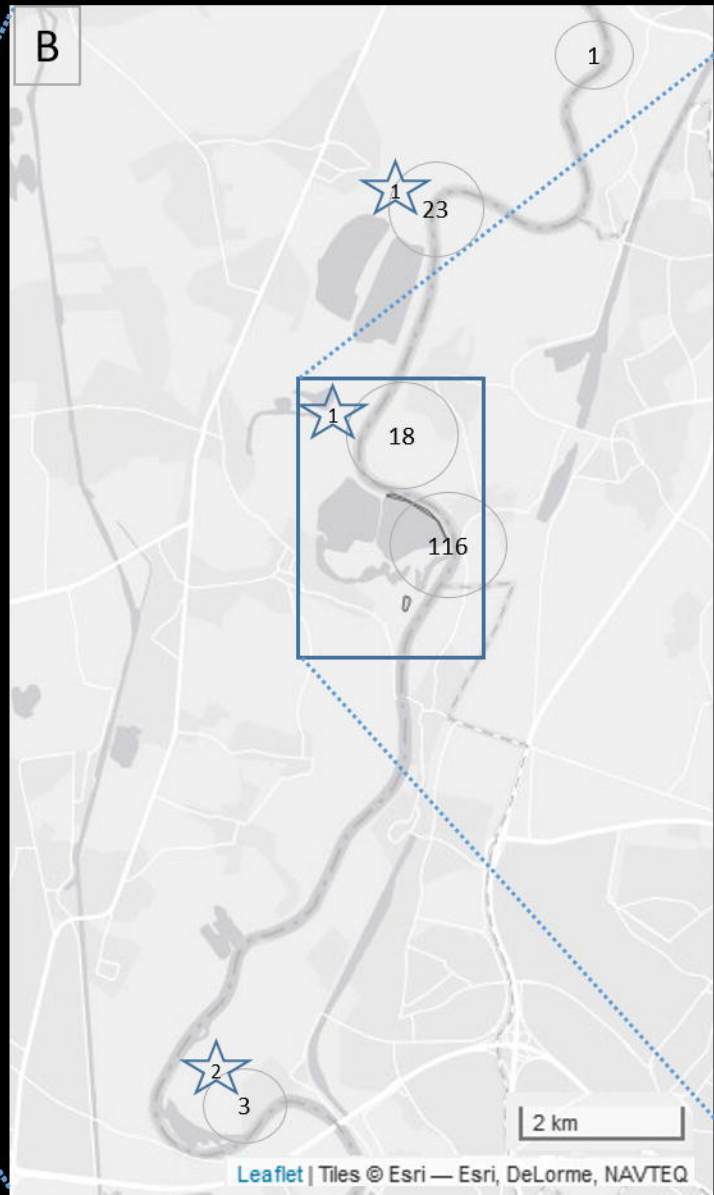 B
1
1
23
1
18
116
2
3
2 km
Leaflet | Tiles © Esri — Esri, DeLorme, NAVTEQ